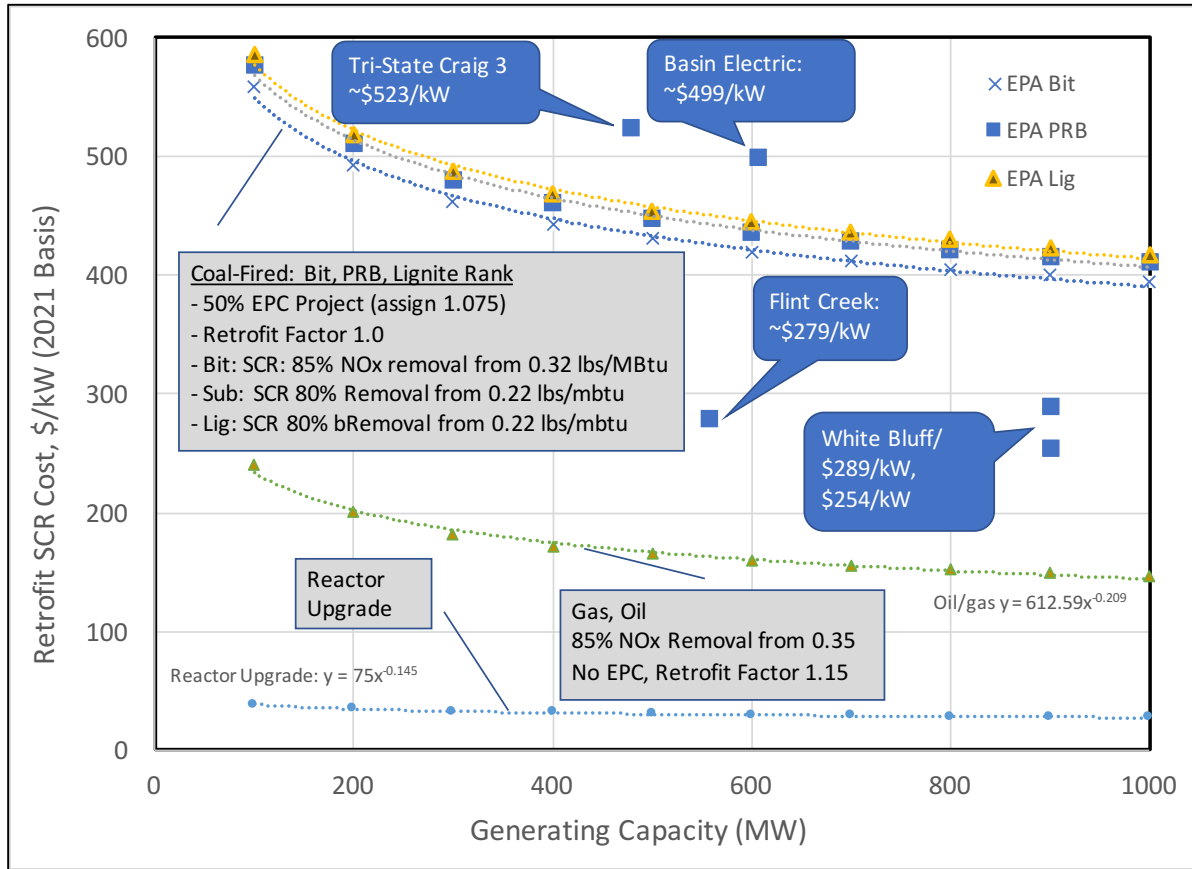 600
500
400
300
200
100
0
Retrofit SCR Cost, $/kW (2021 Basis)
0
200
400
600
800
1000
Generating Capacity (MW)
Tri-State Craig 3
~$523/kW
Basin Electric:
~$499/kW
EPA Bit
EPA PRB
EPA Lig
Coal-Fired: Bit, PRB, Lignite Rank
- 50% EPC Project (assign 1.075)
- Retrofit Factor 1.0
- Bit: SCR: 85% NOx removal from 0.32 lbs/MBtu
- Sub: SCR 80% Removal from 0.22 lbs/mbtu
- Lig: SCR 80% bRemoval from 0.22 lbs/mbtu
Flint Creek:
~$279/kW
White Bluff/
$289/kW,
$254/kW
Reactor
Upgrade
Gas, Oil
85% NOx Removal from 0.35
No EPC, Retrofit Factor 1.15
Oil/gas y = 612.59x-0.209
Reactor Upgrade: y = 75x-0.145